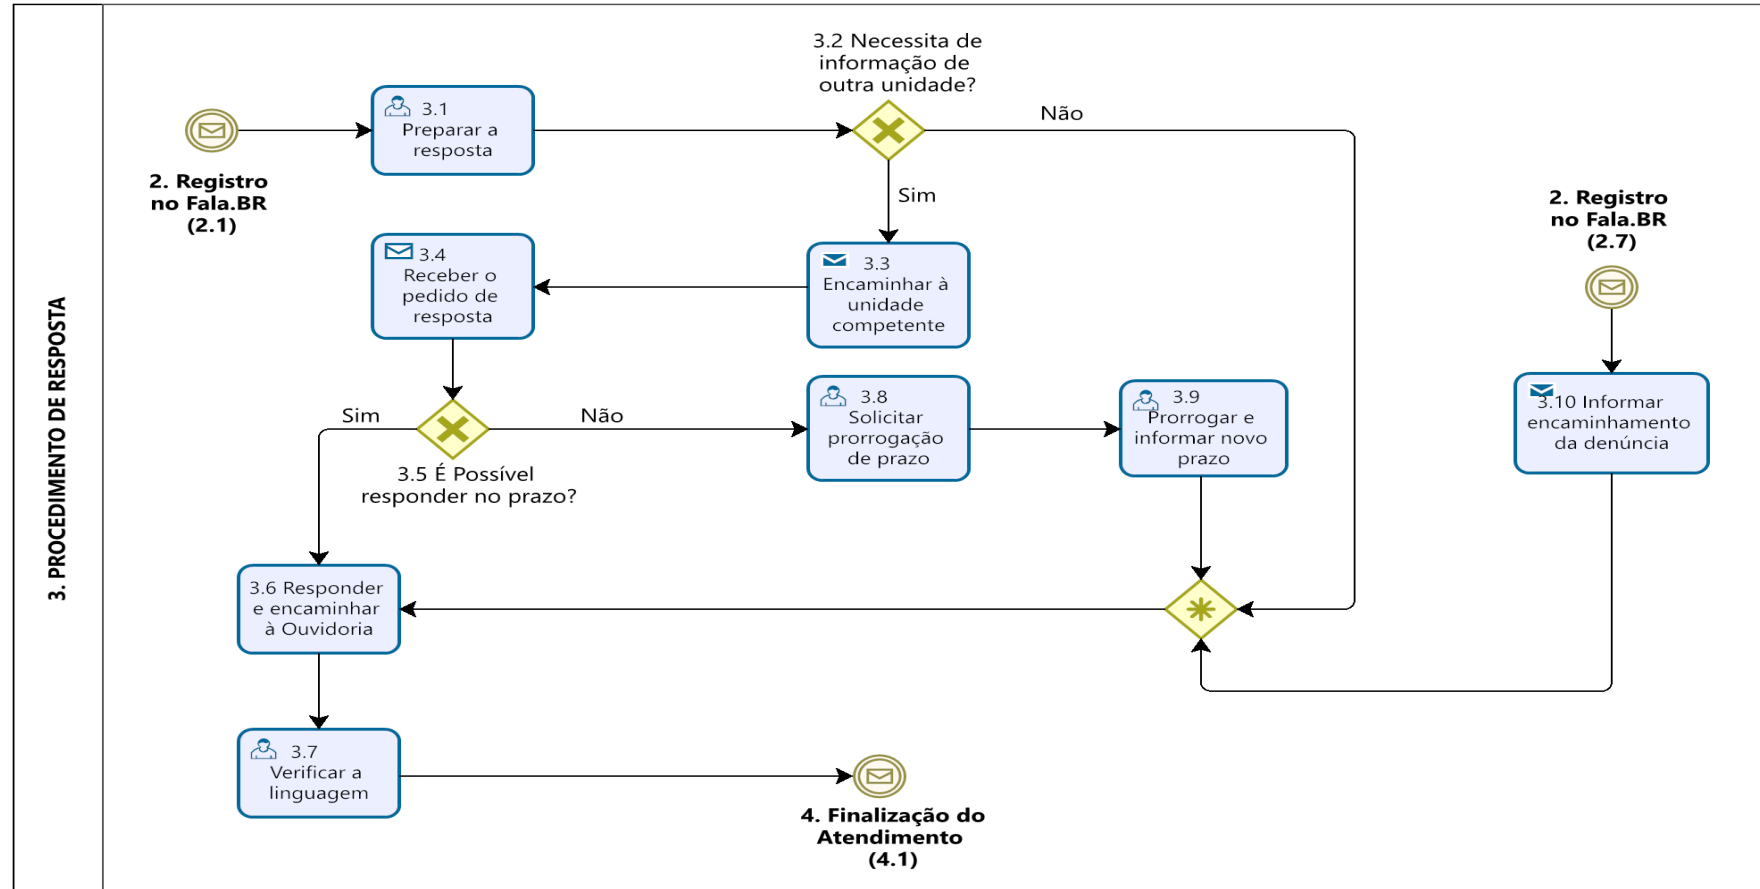 3. PROCEDIMENTO DE RESPOSTA
2. Registro
no Fala.BR
(2.1)
3.1
Preparar a
resposta
3.2 Necessita de
informação de
outra unidade?
Não
Sim
3.3
Encaminhar à
unidade
competente
3.4
Receber o
pedido de
resposta
3.5 É Possível
responder no prazo?
Sim
Não
3.8
Solicitar
prorrogação
de prazo
3.9
Prorrogar e
informar novo
prazo
2. Registro
no Fala.BR
(2.7)
3.10 Informar
encaminhamento
da denúncia
3.6 Responder
e encaminhar
à Ouvidoria
3.7
Verificar a
linguagem
4. Finalização do
Atendimento
(4.1)